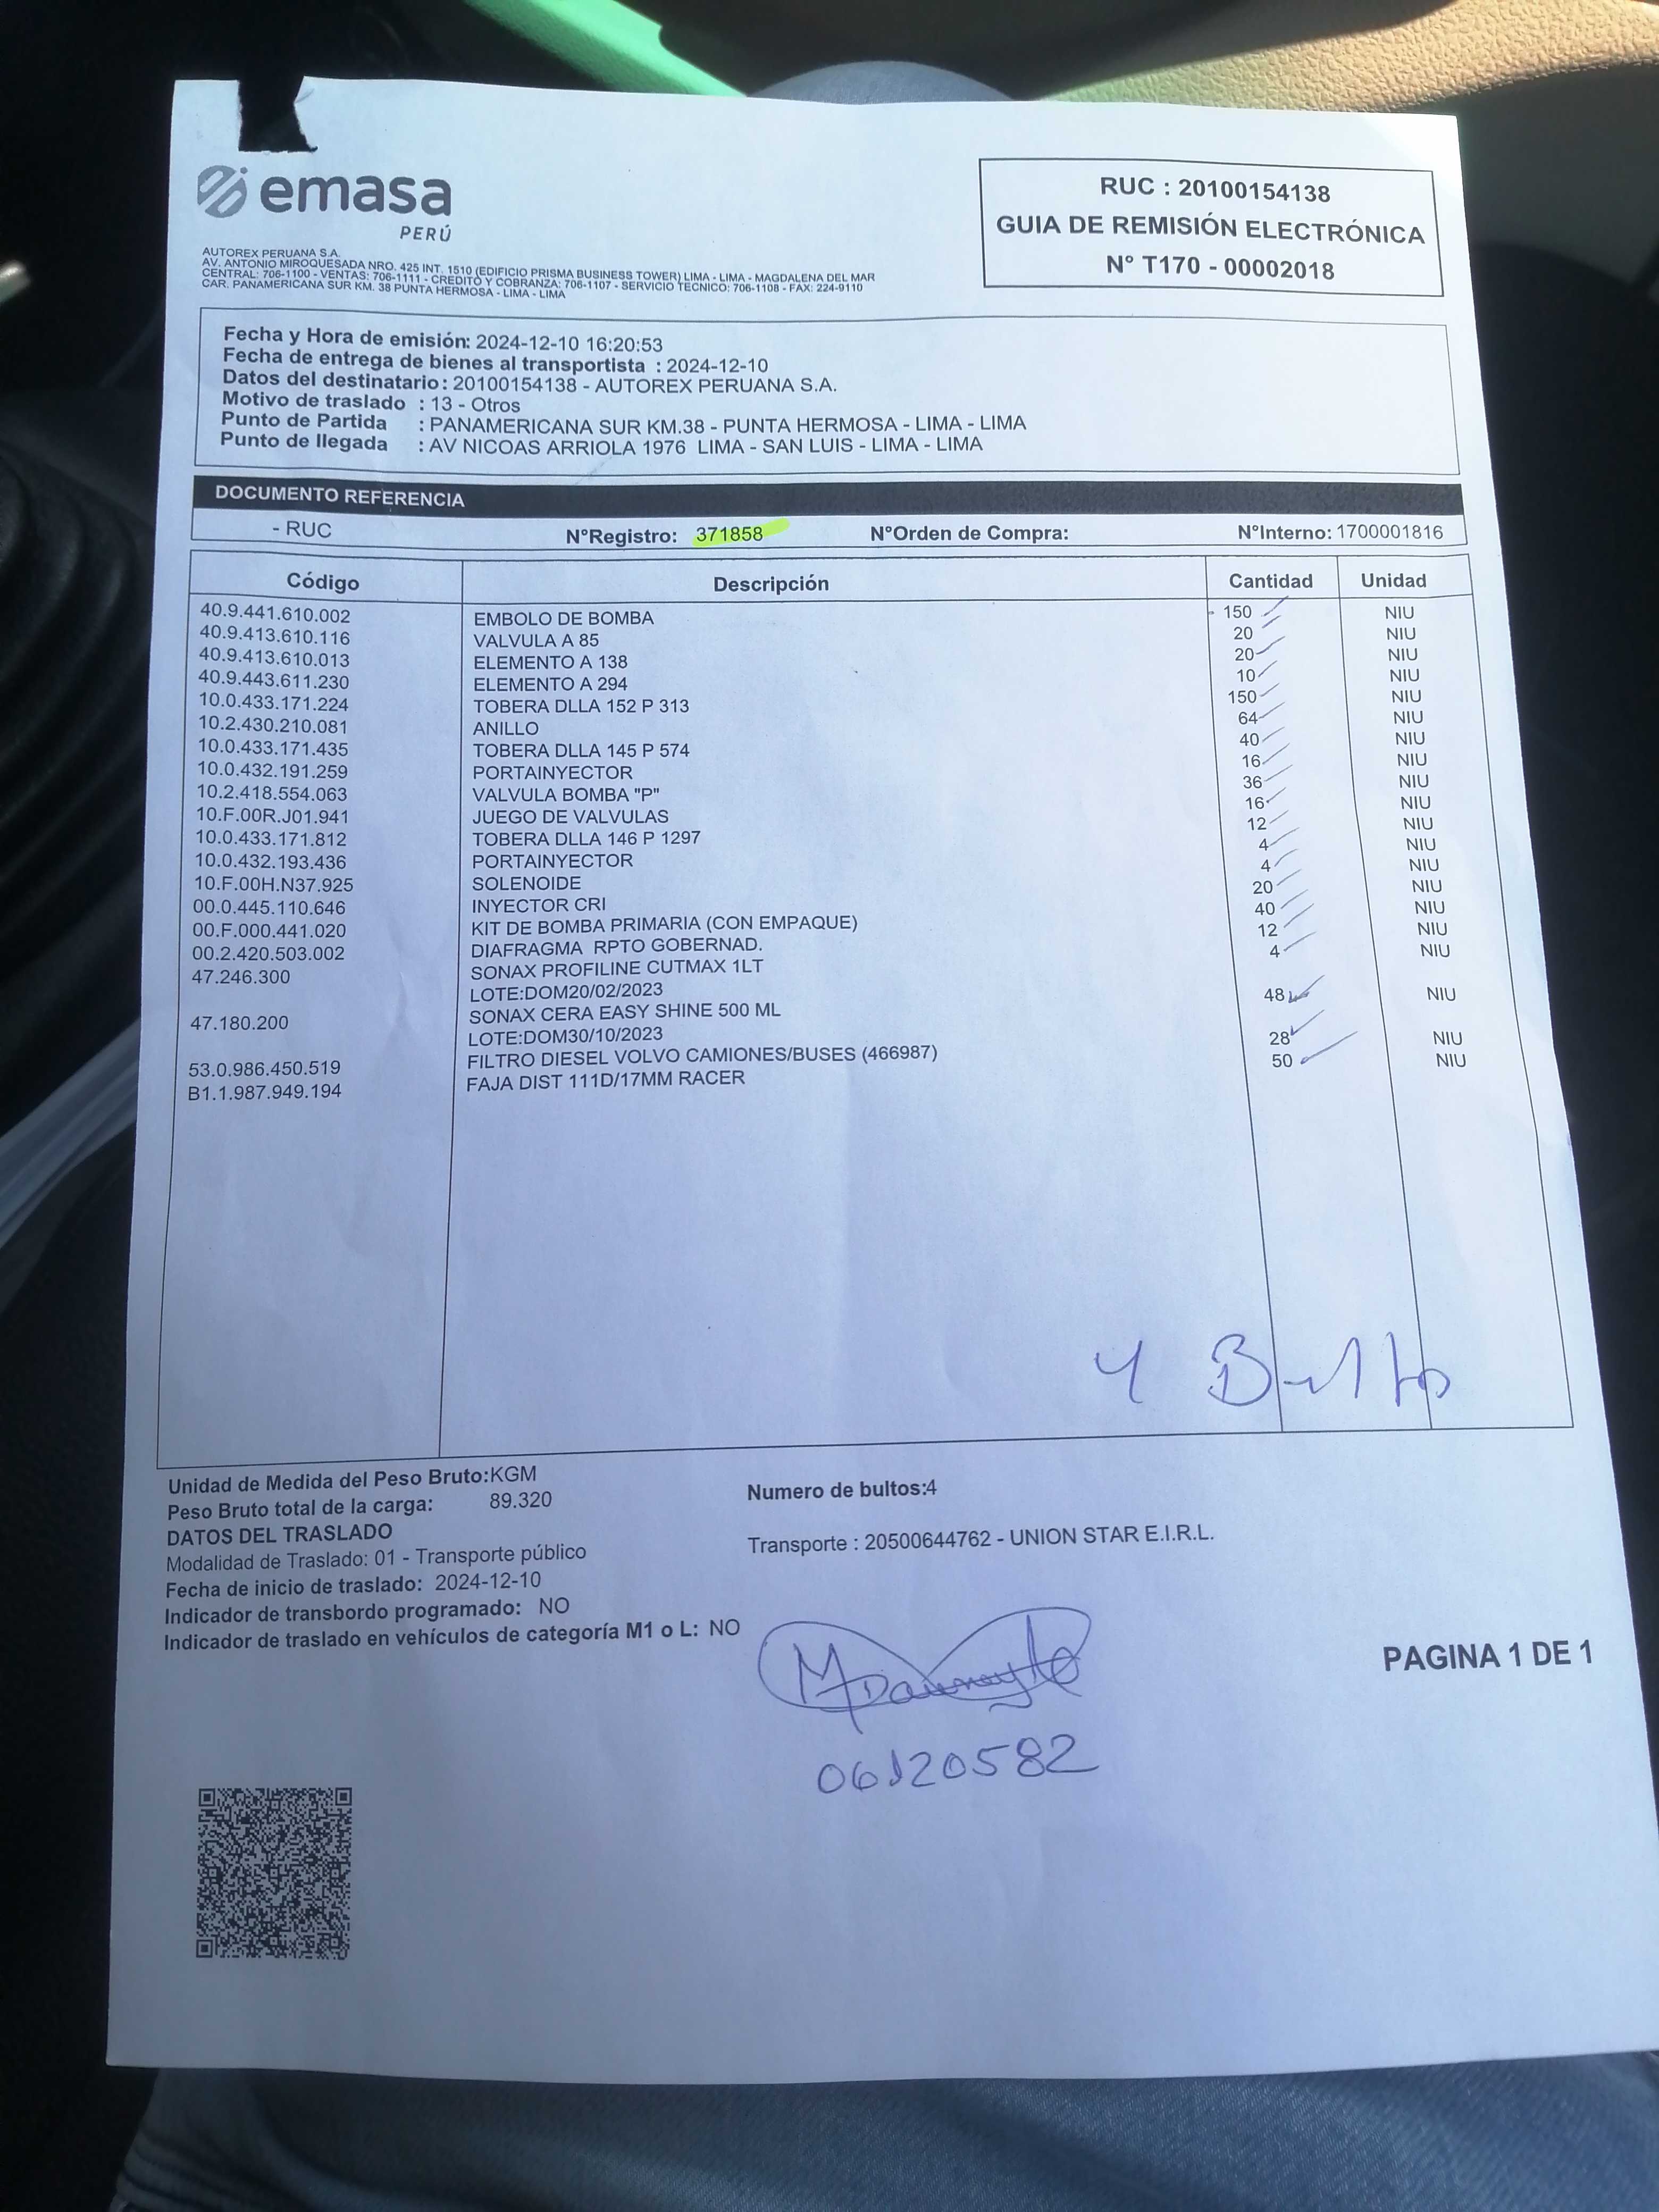 emasa
PERÚ
AUTOREX PERUANA S.A.
AV. ANTONIO MIROQUESADA NRO. 425 INT. 1510 (EDIFICIO PRISMA BUSINESS TOWER) LIMA - LIMA - MAGDALENA DEL MAR
CENTRAL: 706-1100 - VENTAS: 706-1111 - CREDITO Y COBRANZA: 706-1107 - SERVICIO TECNICO: 706-1108 - FAX: 224-9110
CAR. PANAMERICANA SUR KM. 38 PUNTA HERMOSA - LIMA - LIMA
RUC : 20100154138
GUIA DE REMISIÓN ELECTRÓNICA
N° T170 - 00002018
Fecha y Hora de emisión: 2024-12-10 16:20:53
Fecha de entrega de bienes al transportista : 2024-12-10
Datos del destinatario: 20100154138 - AUTOREX PERUANA S.A.
Motivo de traslado : 13 - Otros
Punto de Partida : PANAMERICANA SUR KM.38 - PUNTA HERMOSA - LIMA - LIMA
Punto de llegada : AV NICOAS ARRIOLA 1976 LIMA - SAN LUIS - LIMA - LIMA
DOCUMENTO REFERENCIA
- RUC N°Registro: 371858 N°Orden de Compra: N°Interno: 1700001816
Código Descripción Cantidad Unidad
40.9.441.610.002 EMBOLO DE BOMBA 150 NIU
40.9.413.610.116 VALVULA A 85 20 NIU
40.9.413.610.013 ELEMENTO A 138 20 NIU
40.9.443.611.230 ELEMENTO A 294 10 NIU
10.0.433.171.224 TOBERA DLLA 152 P 313 150 NIU
10.2.430.210.081 ANILLO 64 NIU
10.0.433.171.435 TOBERA DLLA 145 P 574 40 NIU
10.0.432.191.259 PORTAINYECTOR 16 NIU
10.2.418.554.063 VALVULA BOMBA "P" 36 NIU
10.F.00R.J01.941 JUEGO DE VALVULAS 16 NIU
10.0.433.171.812 TOBERA DLLA 146 P 1297 12 NIU
10.0.432.193.436 PORTAINYECTOR 4 NIU
10.F.00H.N37.925 SOLENOIDE 4 NIU
00.0.445.110.646 INYECTOR CRI 20 NIU
00.F.000.441.020 KIT DE BOMBA PRIMARIA (CON EMPAQUE) 40 NIU
00.2.420.503.002 DIAFRAGMA RPTO GOBERNAD. 12 NIU
47.246.300 SONAX PROFILINE CUTMAX 1LT 4 NIU
LOTE:DOM20/02/2023
47.180.200 SONAX CERA EASY SHINE 500 ML 48 NIU
LOTE:DOM30/10/2023
53.0.986.450.519 FILTRO DIESEL VOLVO CAMIONES/BUSES (466987) 28 NIU
B1.1.987.949.194 FAJA DIST 111D/17MM RACER 50 NIU
4 Bultos
Unidad de Medida del Peso Bruto:KGM
Peso Bruto total de la carga: 89.320 Numero de bultos:4
DATOS DEL TRASLADO
Modalidad de Traslado: 01 - Transporte público Transporte : 20500644762 - UNION STAR E.I.R.L.
Fecha de inicio de traslado: 2024-12-10
Indicador de transbordo programado: NO
Indicador de traslado en vehículos de categoría M1 o L: NO
PAGINA 1 DE 1
06120582